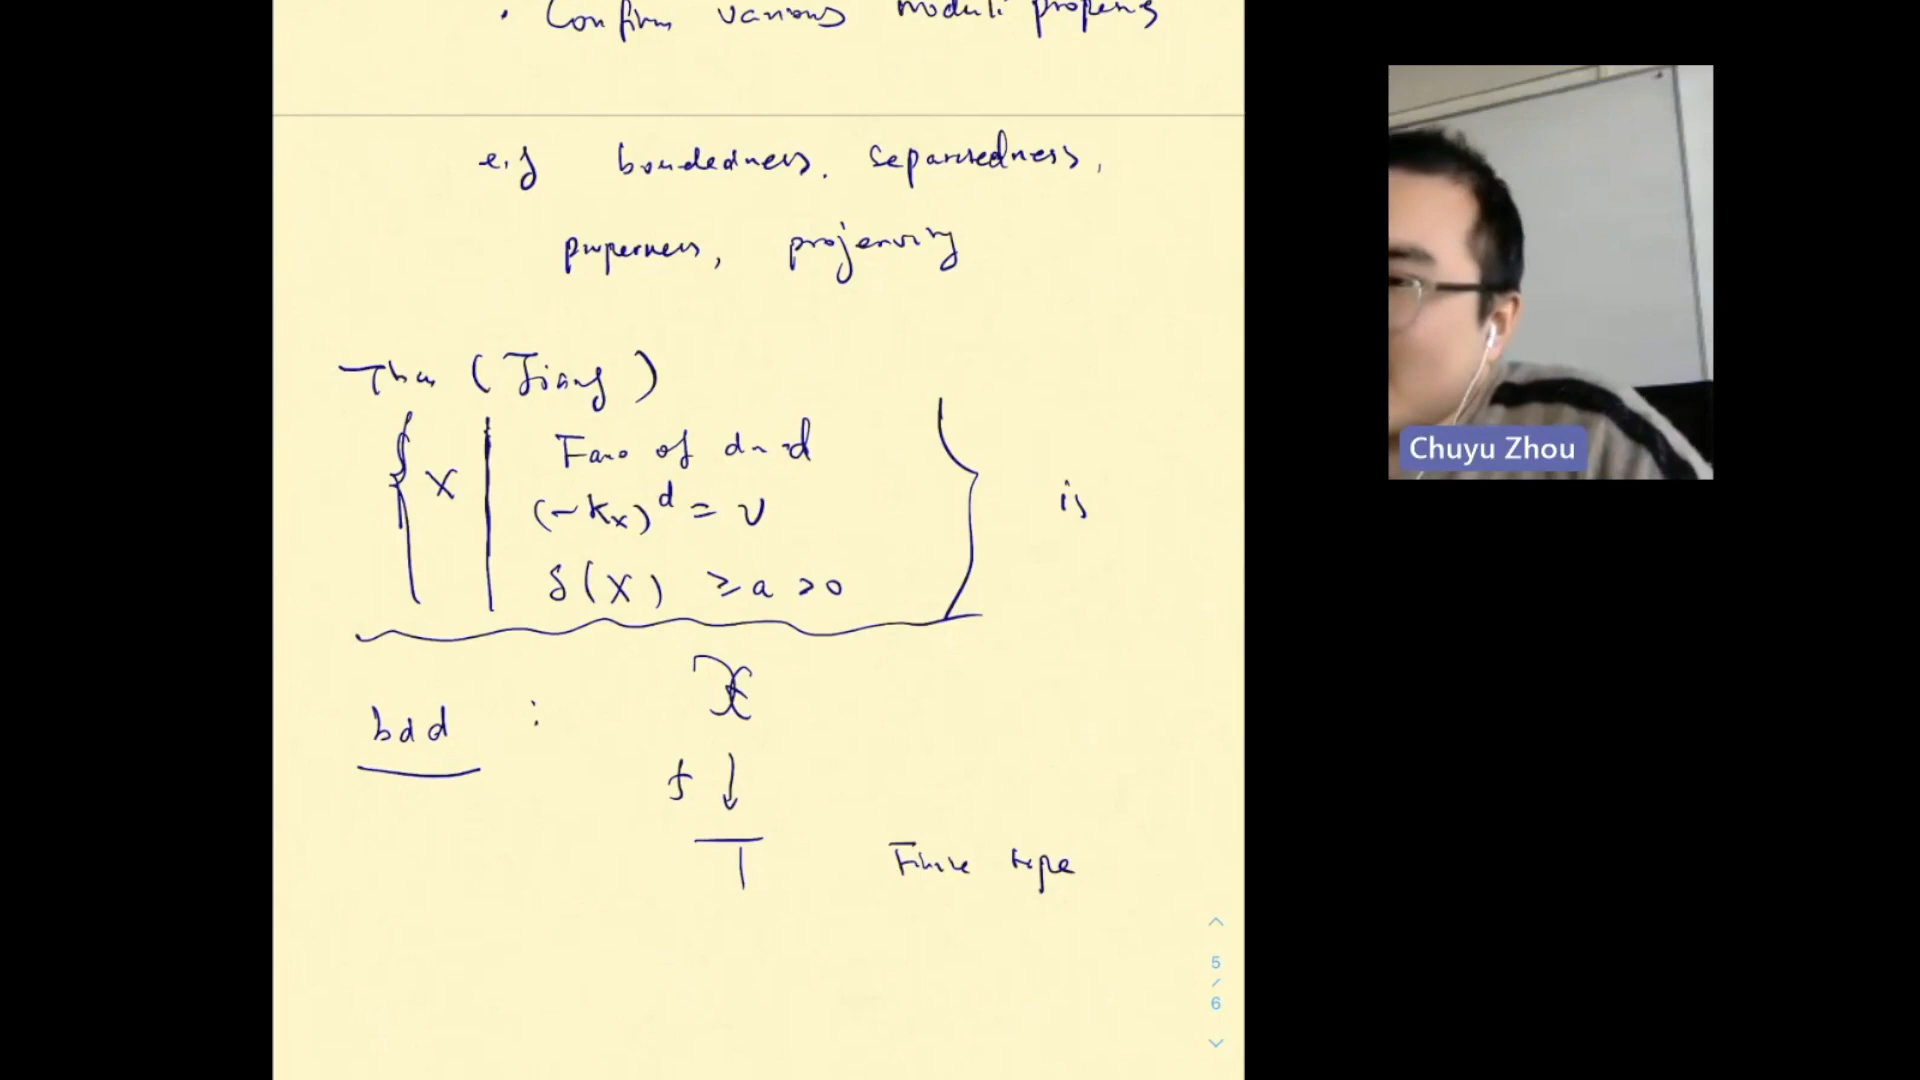 · Confirm various moduli property
e.g boundedness. separatedness,
properness, projectivity
Thm (Jiang)
{ X | Fano of dim d
(-K_X)^d = v
δ(X) ≥ a > 0 } is
bdd : 𝒳
f ↓
T Finite type
Chuyu Zhou
5
/
6